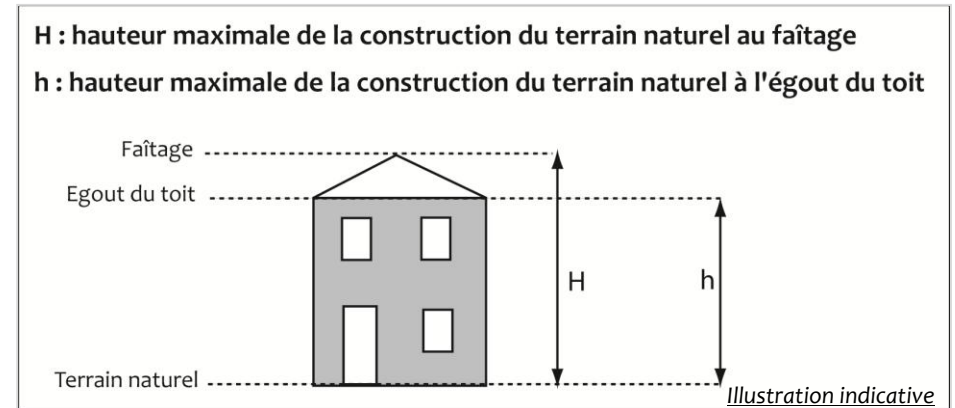 H : hauteur maximale de la construction du terrain naturel au faîtage
h : hauteur maximale de la construction du terrain naturel à l'égout du toit
Faîtage
Egout du toit
H
h
Terrain naturel
Illustration indicative